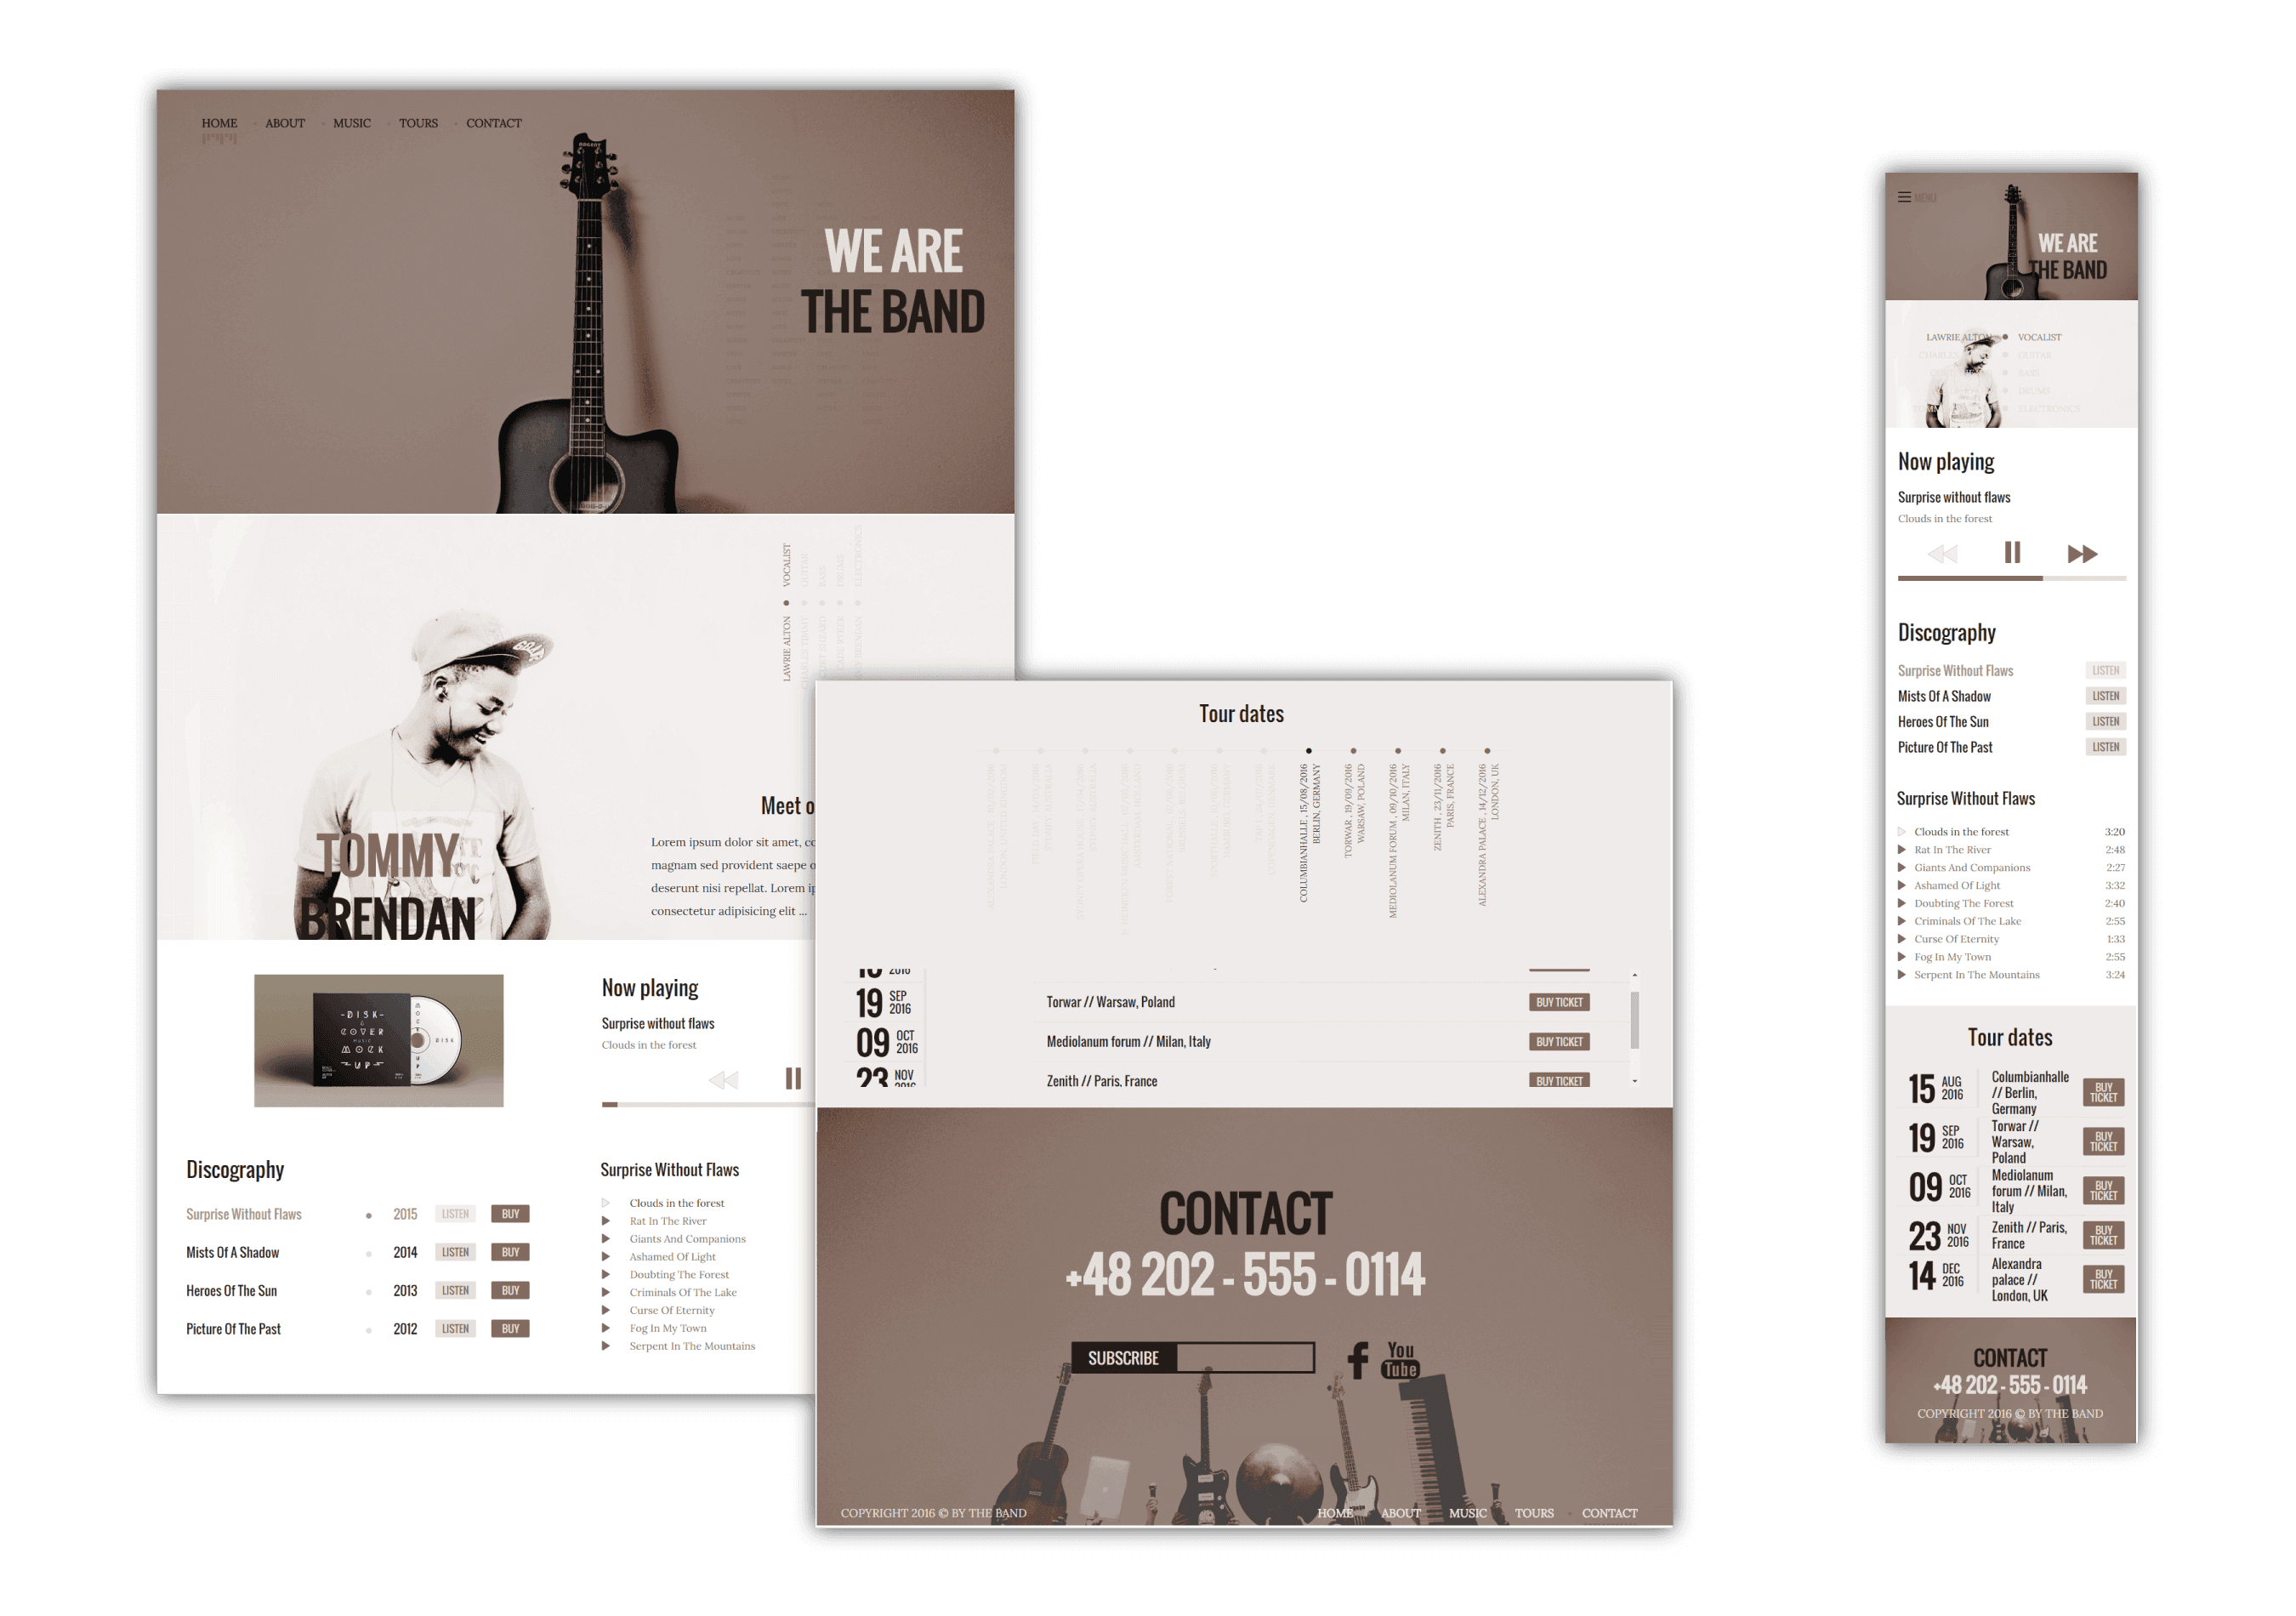 HOME ABOUT MUSIC TOURS CONTACT
WE ARE
THE BAND
VOCALIST
GUITAR
BASS
DRUMS
ELECTRONICS
LAWRIE ALTON
CHARLES TIMMY
TOMMY
BRENDAN
Meet o
Lorem ipsum dolor sit amet, co
magnam sed provident saepe o
deserunt nisi repellat. Lorem ip
consectetur adipisicing elit ...
-DISK-
&
COVER
MUSIC
MOCK
-UP-
DISK
Now playing
Surprise without flaws
Clouds in the forest
Discography
Surprise Without Flaws 2015 LISTEN BUY
Mists Of A Shadow 2014 LISTEN BUY
Heroes Of The Sun 2013 LISTEN BUY
Picture Of The Past 2012 LISTEN BUY
Surprise Without Flaws
Clouds in the forest
Rat In The River
Giants And Companions
Ashamed Of Light
Doubting The Forest
Criminals Of The Lake
Curse Of Eternity
Fog In My Town
Serpent In The Mountains
Tour dates
COLUMBIANHALLE , 15/08/2016
BERLIN, GERMANY
TORWAR , 19/09/2016
WARSAW, POLAND
MEDIOLANUM FORUM , 09/10/2016
MILAN, ITALY
ZENITH , 23/11/2016
PARIS, FRANCE
ALEXANDRA PALACE , 14/12/2016
LONDON, UK
2016
19 SEP 2016 Torwar // Warsaw, Poland BUY TICKET
09 OCT 2016 Mediolanum forum // Milan, Italy BUY TICKET
23 NOV 2016 Zenith // Paris, France BUY TICKET
CONTACT
+48 202 - 555 - 0114
SUBSCRIBE
You
Tube
COPYRIGHT 2016 © BY THE BAND HOME ABOUT MUSIC TOURS CONTACT
MENU
WE ARE
THE BAND
LAWRIE ALTON VOCALIST
GUITAR
BASS
DRUMS
ELECTRONICS
Now playing
Surprise without flaws
Clouds in the forest
Discography
Surprise Without Flaws LISTEN
Mists Of A Shadow LISTEN
Heroes Of The Sun LISTEN
Picture Of The Past LISTEN
Surprise Without Flaws
Clouds in the forest 3:20
Rat In The River 2:48
Giants And Companions 2:27
Ashamed Of Light 3:32
Doubting The Forest 2:40
Criminals Of The Lake 2:55
Curse Of Eternity 1:33
Fog In My Town 2:55
Serpent In The Mountains 3:24
Tour dates
15 AUG 2016 Columbianhalle // Berlin, Germany BUY TICKET
19 SEP 2016 Torwar // Warsaw, Poland BUY TICKET
09 OCT 2016 Mediolanum forum // Milan, Italy BUY TICKET
23 NOV 2016 Zenith // Paris, France BUY TICKET
14 DEC 2016 Alexandra palace // London, UK BUY TICKET
CONTACT
+48 202 - 555 - 0114
COPYRIGHT 2016 © BY THE BAND